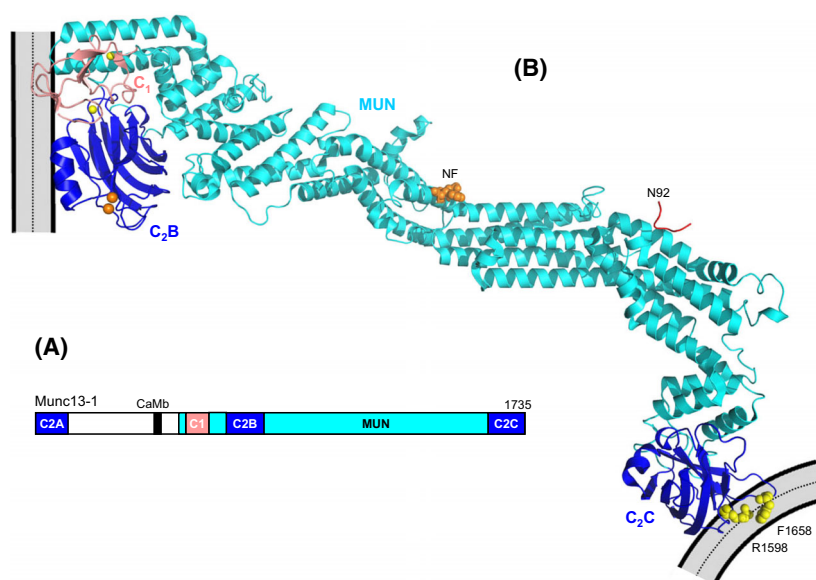 (B)
C₁
MUN
NF
N92
C₂B
(A)
Munc13-1 CaMb 1735
C2A C1 C2B MUN C2C
C₂C
F1658
R1598